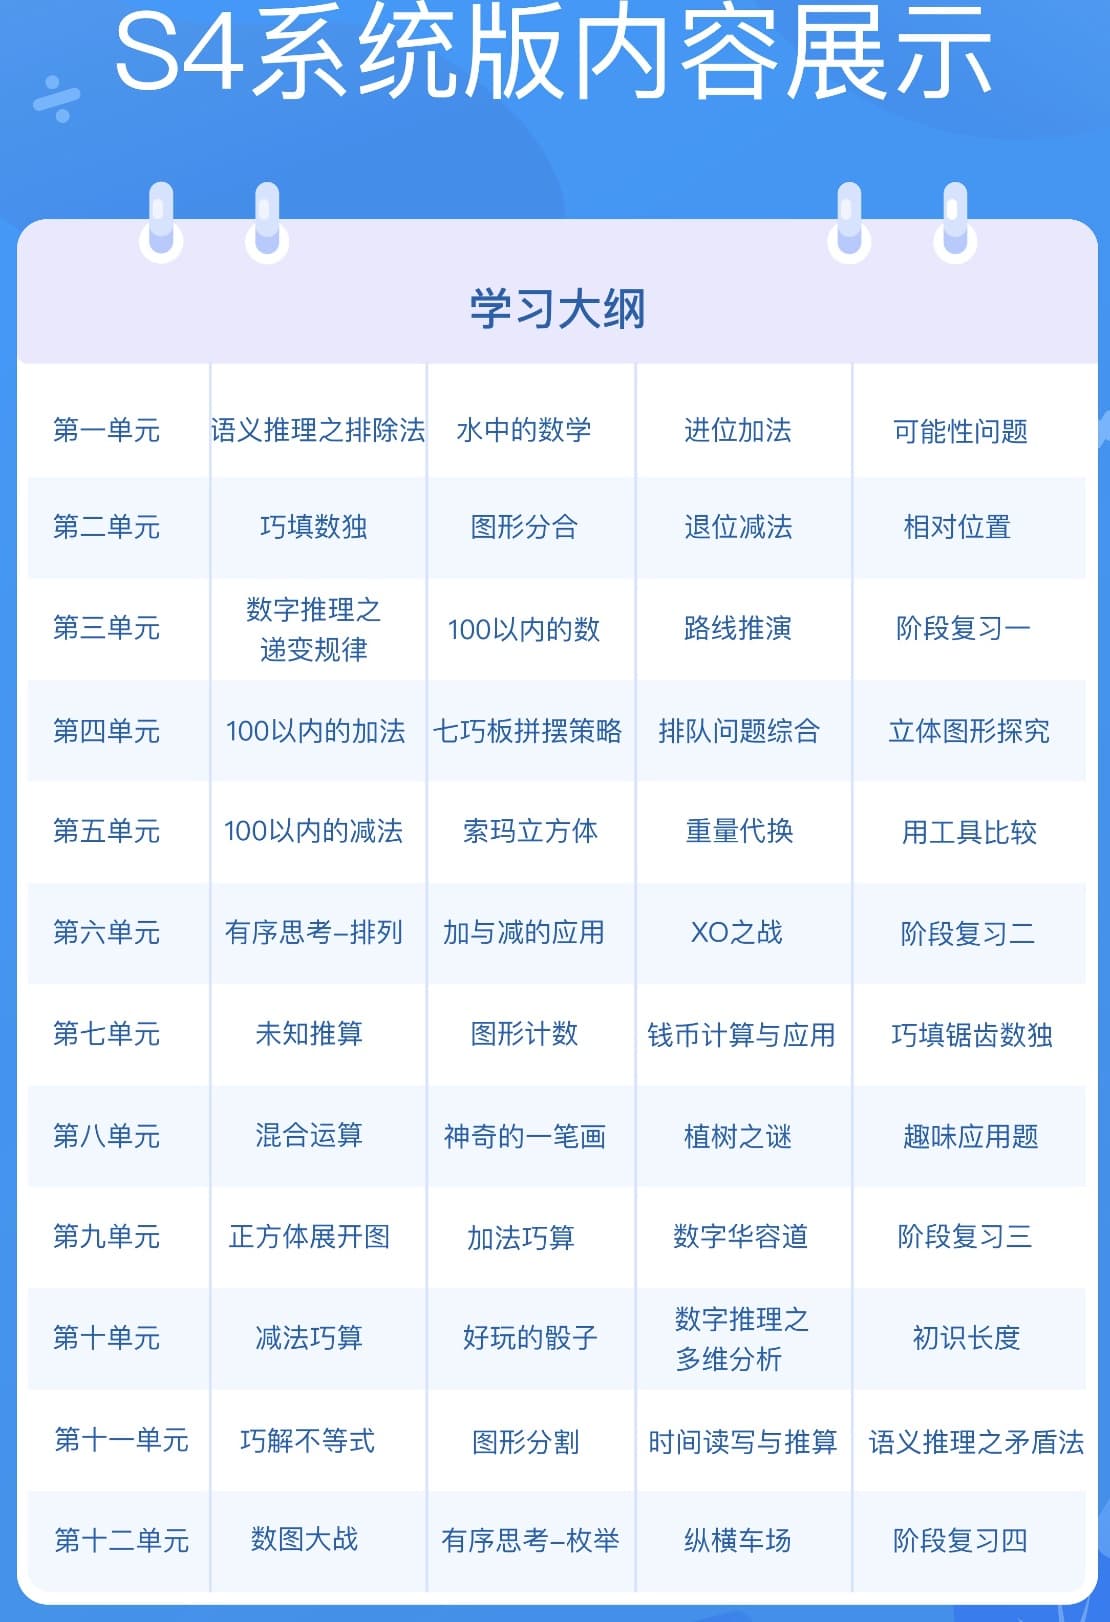 S4系统版内容展示
学习大纲
第一单元 语义推理之排除法 水中的数学 进位加法 可能性问题
第二单元 巧填数独 图形分合 退位减法 相对位置
第三单元 数字推理之递变规律 100以内的数 路线推演 阶段复习一
第四单元 100以内的加法 七巧板拼摆策略 排队问题综合 立体图形探究
第五单元 100以内的减法 索玛立方体 重量代换 用工具比较
第六单元 有序思考–排列 加与减的应用 XO之战 阶段复习二
第七单元 未知推算 图形计数 钱币计算与应用 巧填锯齿数独
第八单元 混合运算 神奇的一笔画 植树之谜 趣味应用题
第九单元 正方体展开图 加法巧算 数字华容道 阶段复习三
第十单元 减法巧算 好玩的骰子 数字推理之多维分析 初识长度
第十一单元 巧解不等式 图形分割 时间读写与推算 语义推理之矛盾法
第十二单元 数图大战 有序思考–枚举 纵横车场 阶段复习四